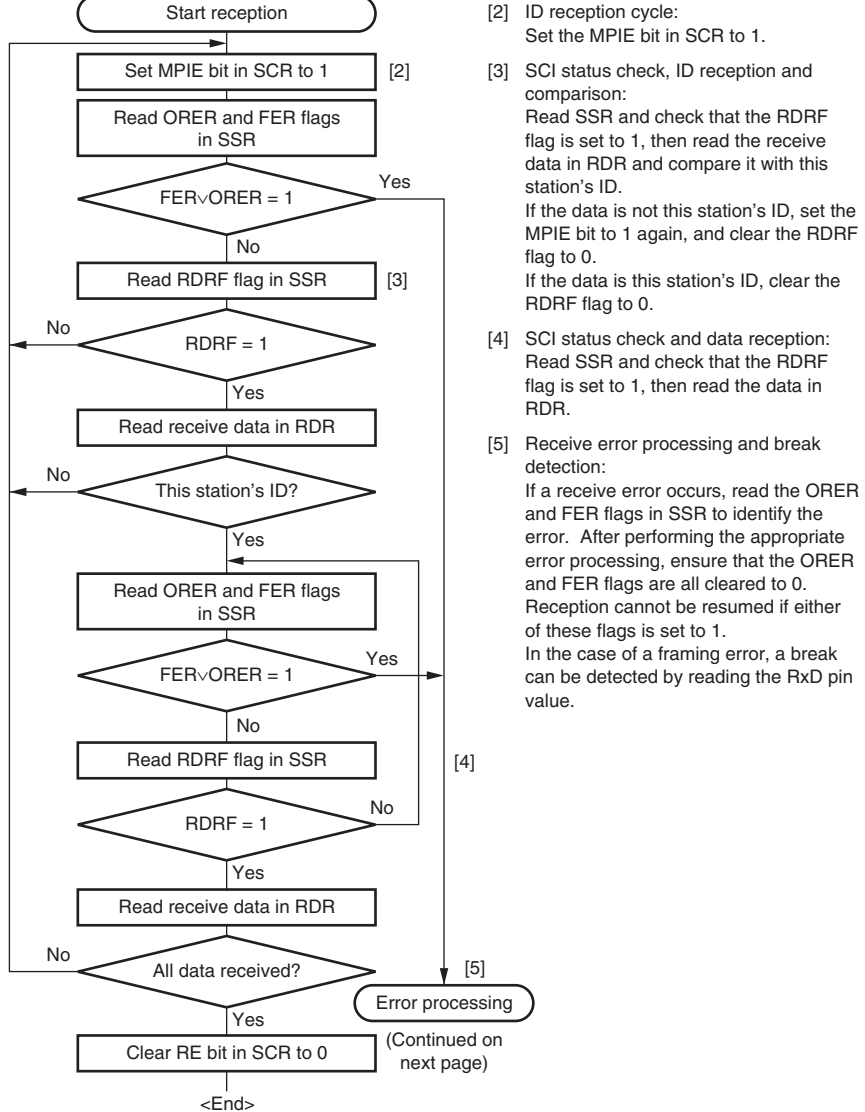 Start reception
Set MPIE bit in SCR to 1
[2]
Read ORER and FER flags
in SSR
FER∨ORER = 1
Yes
No
Read RDRF flag in SSR
[3]
RDRF = 1
No
Yes
Read receive data in RDR
This station's ID?
No
Yes
Read ORER and FER flags
in SSR
FER∨ORER = 1
Yes
No
Read RDRF flag in SSR
[4]
RDRF = 1
No
Yes
Read receive data in RDR
All data received?
No
Yes
[5]
Error processing
(Continued on
next page)
Clear RE bit in SCR to 0
<End>
[2] ID reception cycle:
Set the MPIE bit in SCR to 1.
[3] SCI status check, ID reception and
comparison:
Read SSR and check that the RDRF
flag is set to 1, then read the receive
data in RDR and compare it with this
station's ID.
If the data is not this station's ID, set the
MPIE bit to 1 again, and clear the RDRF
flag to 0.
If the data is this station's ID, clear the
RDRF flag to 0.
[4] SCI status check and data reception:
Read SSR and check that the RDRF
flag is set to 1, then read the data in
RDR.
[5] Receive error processing and break
detection:
If a receive error occurs, read the ORER
and FER flags in SSR to identify the
error. After performing the appropriate
error processing, ensure that the ORER
and FER flags are all cleared to 0.
Reception cannot be resumed if either
of these flags is set to 1.
In the case of a framing error, a break
can be detected by reading the RxD pin
value.